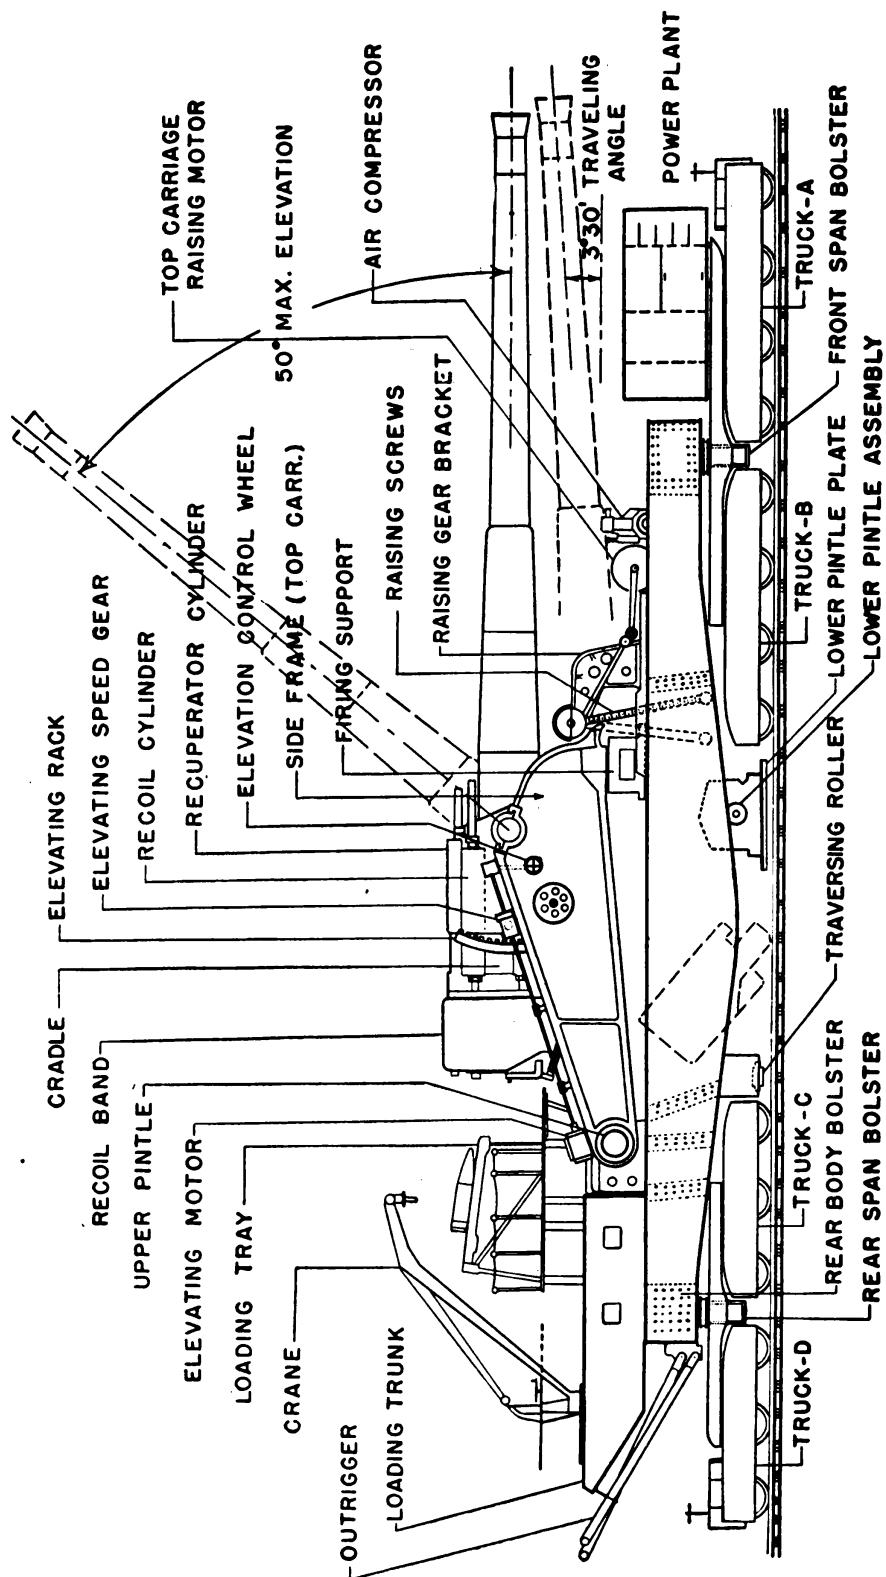 TOP CARRIAGE
RAISING MOTOR
50° MAX. ELEVATION
AIR COMPRESSOR
3°30' TRAVELING
ANGLE
POWER PLANT
ELEVATING RACK
ELEVATING SPEED GEAR
RECOIL CYLINDER
RECUPERATOR CYLINDER
ELEVATION CONTROL WHEEL
SIDE FRAME (TOP CARR.)
FIRING SUPPORT
RAISING SCREWS
RAISING GEAR BRACKET
CRADLE
RECOIL BAND
UPPER PINTLE
ELEVATING MOTOR
LOADING TRAY
CRANE
LOADING TRUNK
OUTRIGGER
TRUCK-D
TRUCK-C
TRUCK-B
TRUCK-A
REAR BODY BOLSTER
TRAVERSING ROLLER
LOWER PINTLE PLATE
FRONT SPAN BOLSTER
REAR SPAN BOLSTER
LOWER PINTLE ASSEMBLY